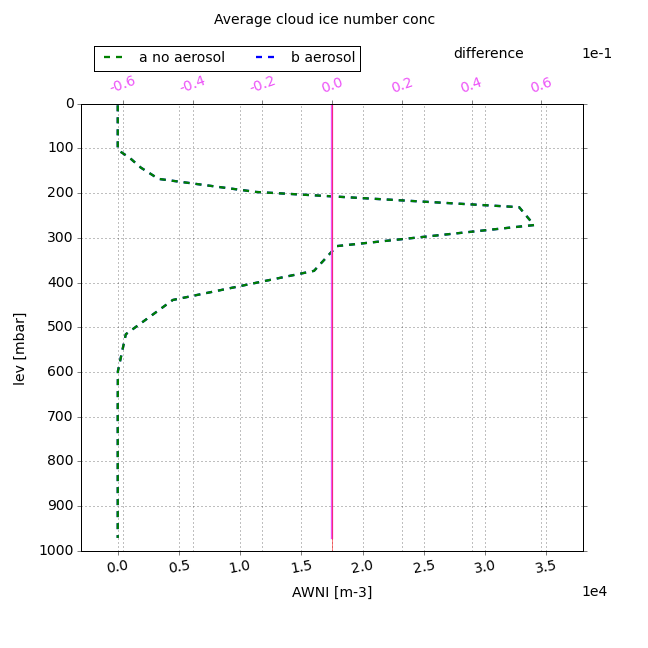 Average cloud ice number conc
a no aerosol b aerosol difference 1e-1
-0.6 -0.4 -0.2 0.0 0.2 0.4 0.6
0
100
200
300
400
500
600
700
800
900
1000
lev [mbar]
0.0 0.5 1.0 1.5 2.0 2.5 3.0 3.5
AWNI [m-3] 1e4